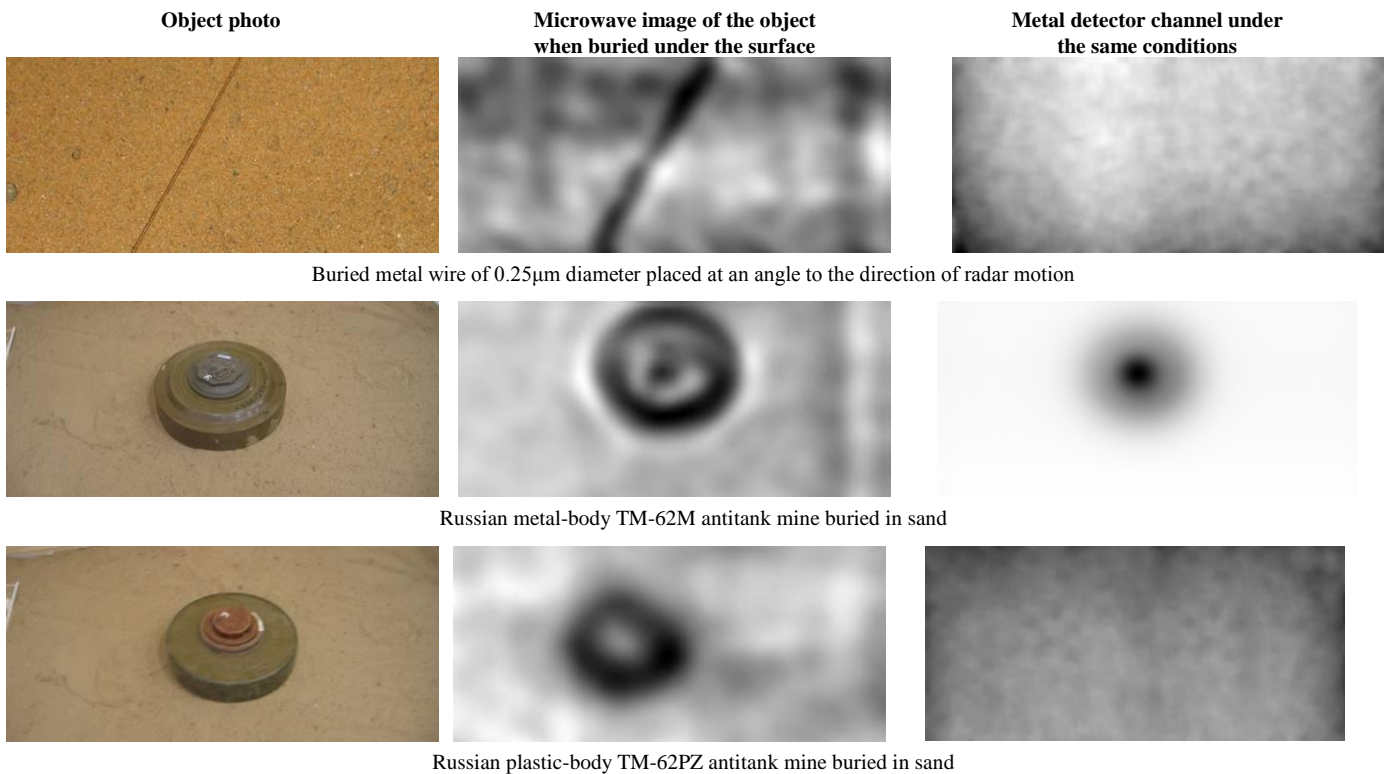 Object photo
Microwave image of the object
when buried under the surface
Metal detector channel under
the same conditions
Buried metal wire of 0.25μm diameter placed at an angle to the direction of radar motion
Russian metal-body TM-62M antitank mine buried in sand
Russian plastic-body TM-62PZ antitank mine buried in sand